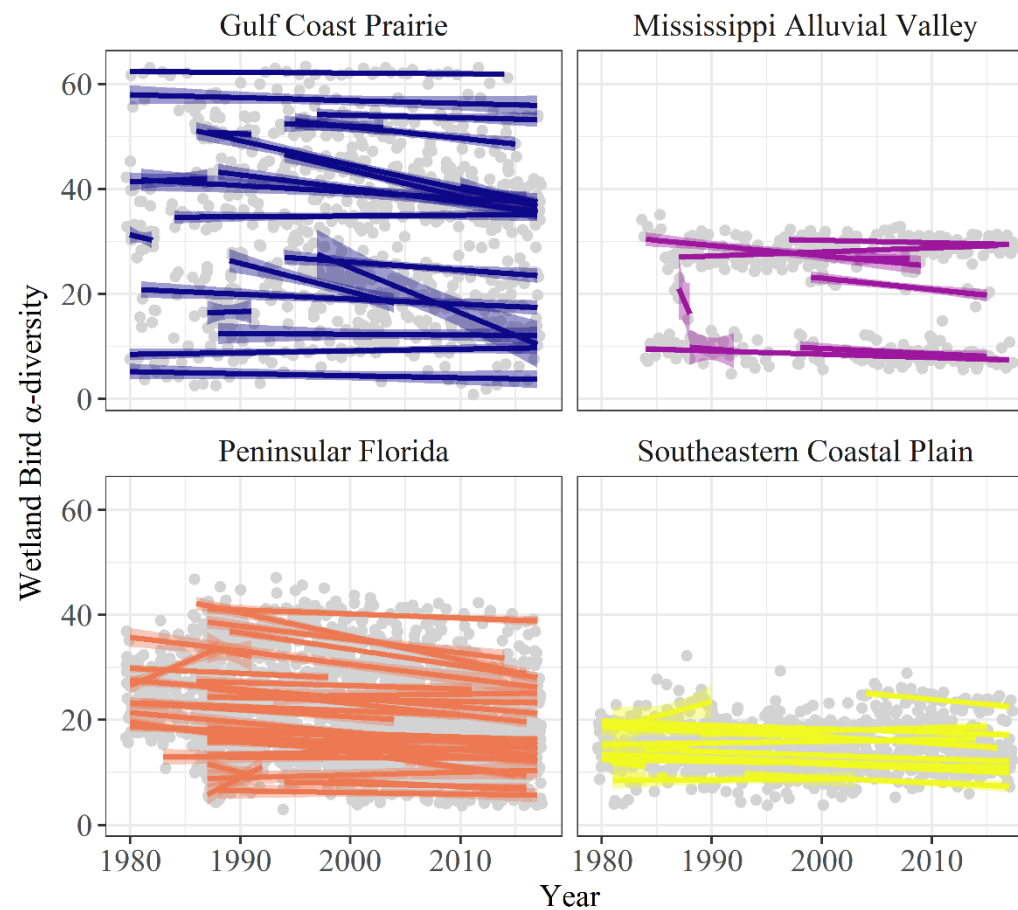 Gulf Coast Prairie
Mississippi Alluvial Valley
60
40
20
0
Peninsular Florida
Southeastern Coastal Plain
60
40
20
0
Wetland Bird α-diversity
1980 1990 2000 2010
1980 1990 2000 2010
Year